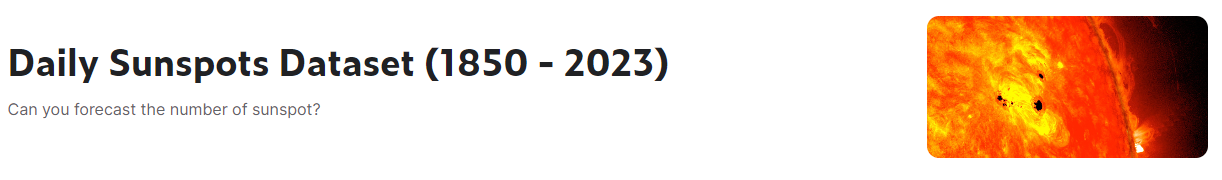 Daily Sunspots Dataset (1850 - 2023)
Can you forecast the number of sunspot?